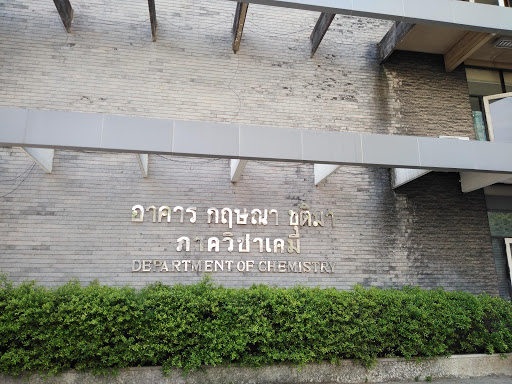 อาคาร กฤษณา ชุติมา
ภาควิชาเคมี
DEPARTMENT OF CHEMISTRY